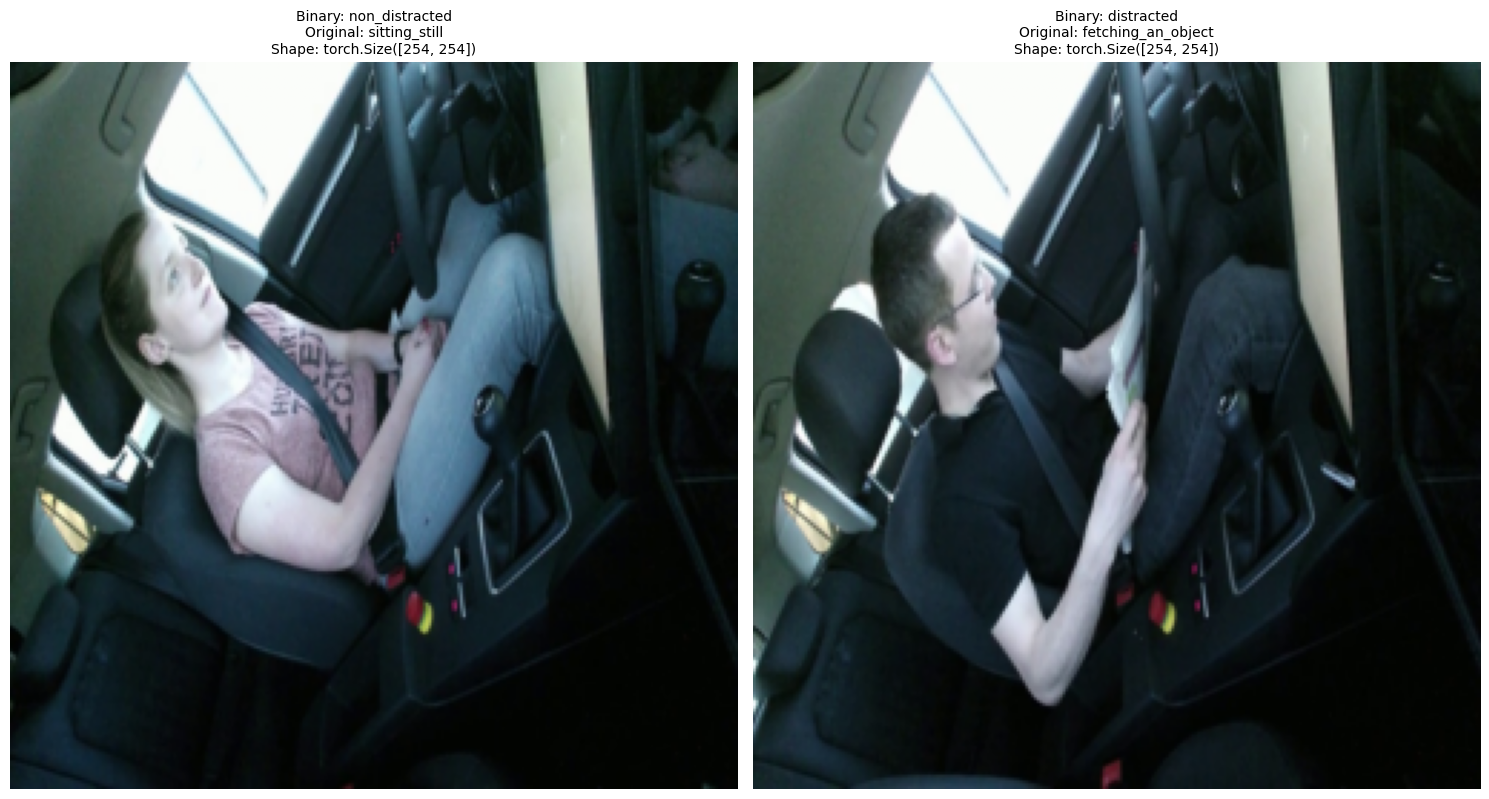 Binary: non_distracted
Original: sitting_still
Shape: torch.Size([254, 254])
Binary: distracted
Original: fetching_an_object
Shape: torch.Size([254, 254])